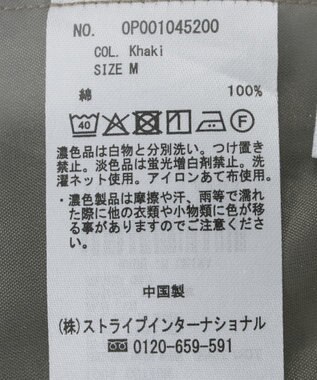 NO. OP001045200
COL. Khaki
SIZE M
綿 100%
40 F
濃色品は白物と分別洗い。つけ置き
禁止。淡色品は蛍光増白剤禁止。洗
濯ネット使用。アイロンあて布使用。
・濃色製品は摩擦や汗、雨等で濡れ
た際に他の衣類や小物類に色が移
る事がありますのでご注意くださ
い。
中国製
(株)ストライプインターナショナル
0120-659-591